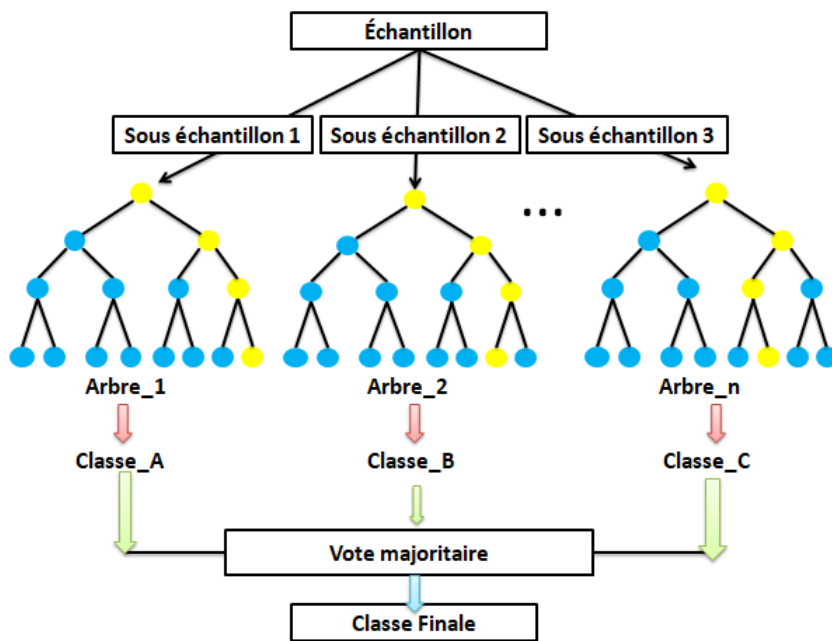 Échantillon
Sous échantillon 1
Sous échantillon 2
Sous échantillon 3
...
Arbre_1
Arbre_2
Arbre_n
Classe_A
Classe_B
Classe_C
Vote majoritaire
Classe Finale